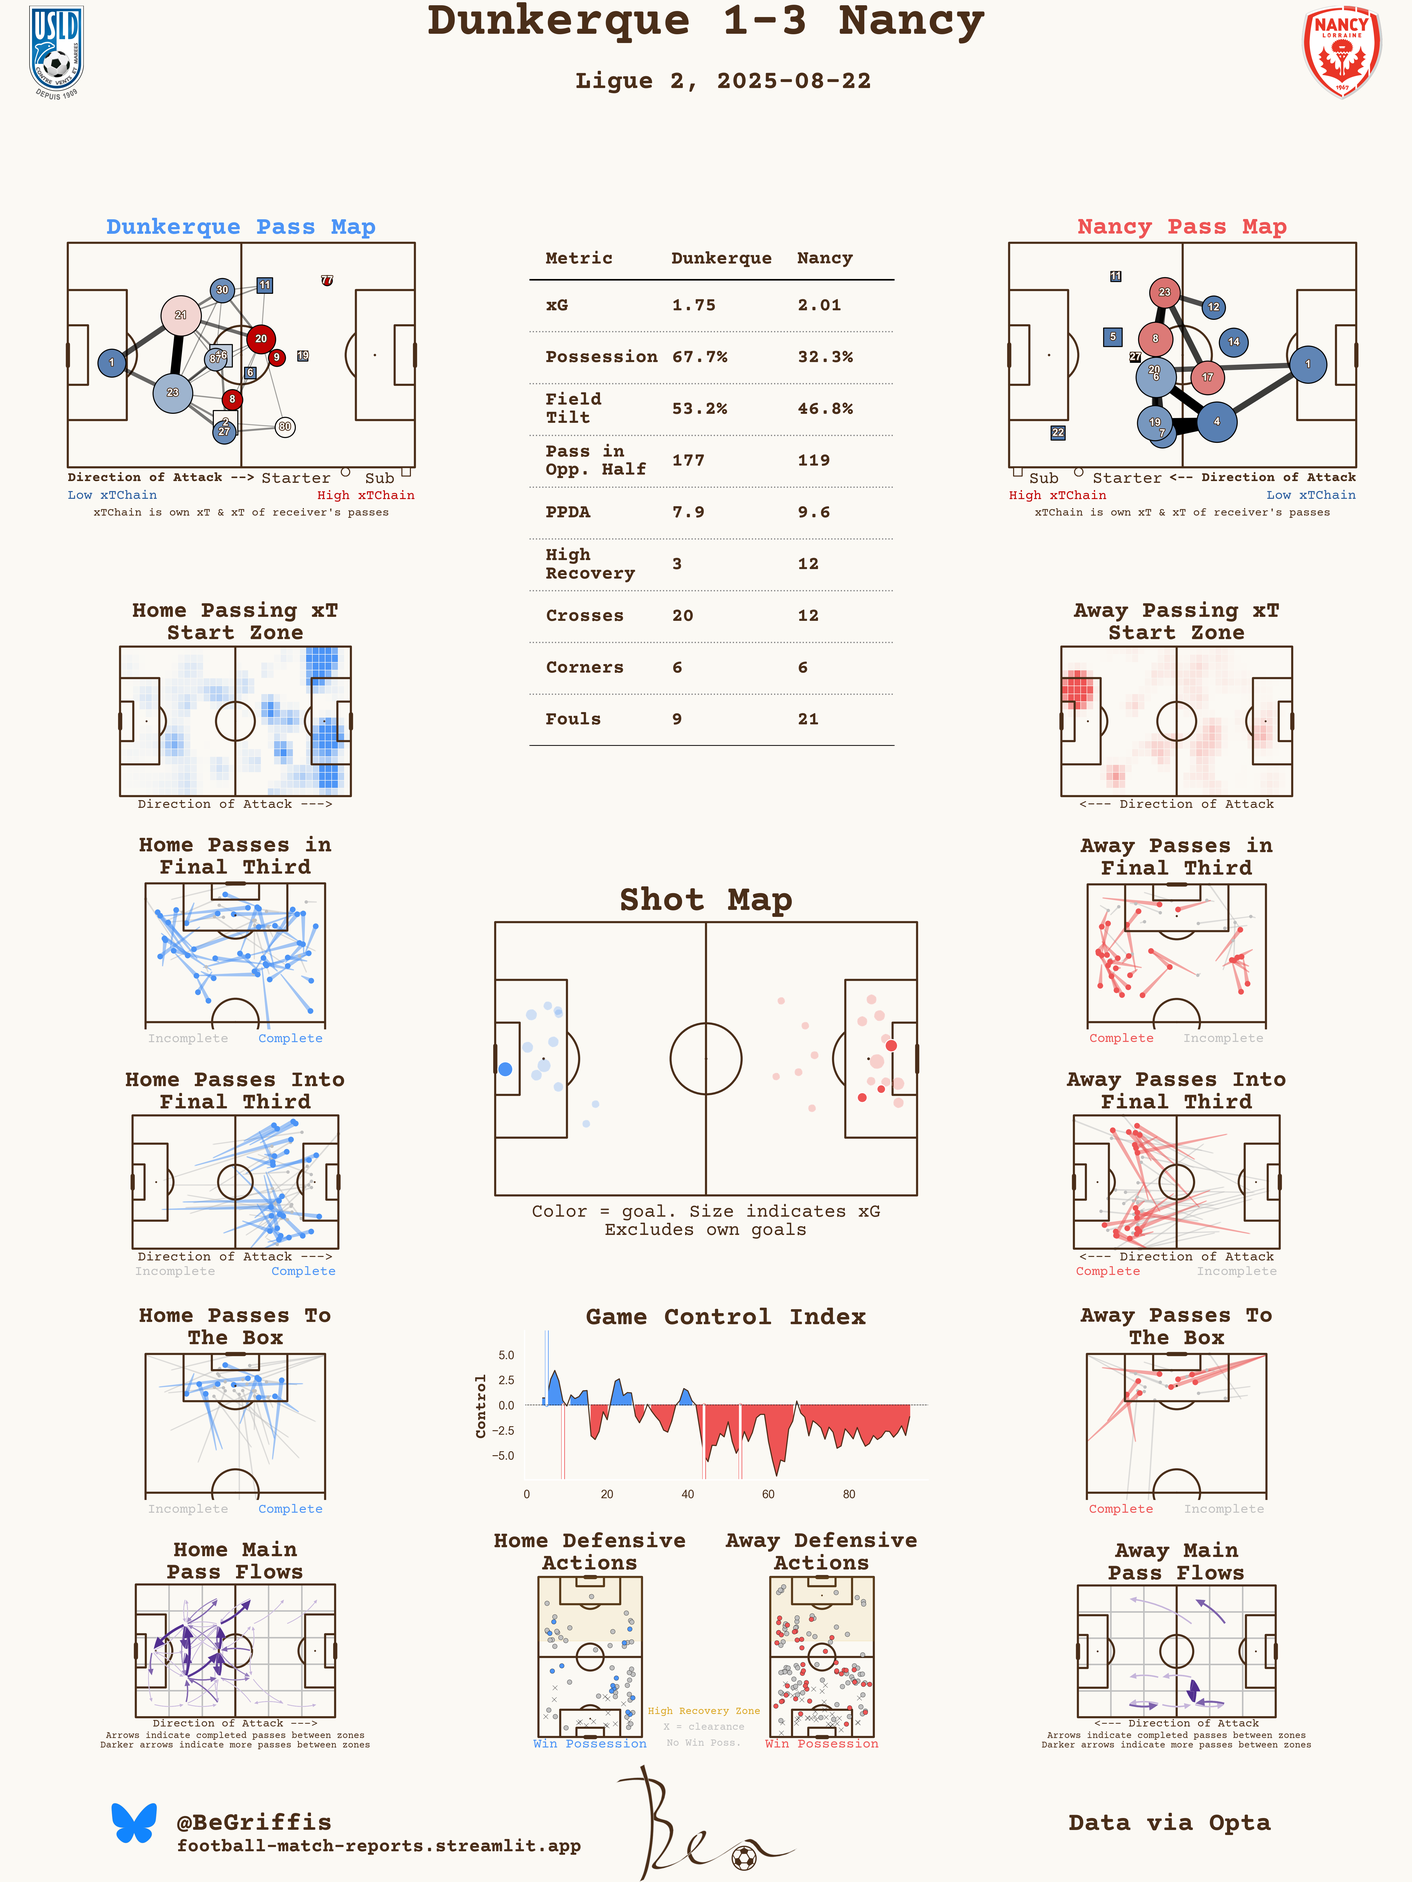 Dunkerque 1-3 Nancy
Ligue 2, 2025-08-22
USLD
CONTRE VENTS ET MAREES
DEPUIS 1909
NANCY
LORRAINE
1967
Dunkerque Pass Map
30
11
77
21
20
1
87
46
9
19
6
23
8
2
27
80
Direction of Attack -->
Starter
Sub
Low xTChain
High xTChain
xTChain is own xT & xT of receiver's passes
Metric Dunkerque Nancy
xG 1.75 2.01
Possession 67.7% 32.3%
Field
Tilt 53.2% 46.8%
Pass in
Opp. Half 177 119
PPDA 7.9 9.6
High
Recovery 3 12
Crosses 20 12
Corners 6 6
Fouls 9 21
Nancy Pass Map
11
23
12
5
8
14
27
20
6
17
1
19
7
4
22
Sub
Starter
<-- Direction of Attack
High xTChain
Low xTChain
xTChain is own xT & xT of receiver's passes
Home Passing xT
Start Zone
Direction of Attack --->
Away Passing xT
Start Zone
<--- Direction of Attack
Home Passes in
Final Third
Incomplete
Complete
Away Passes in
Final Third
Complete
Incomplete
Shot Map
Color = goal. Size indicates xG
Excludes own goals
Home Passes Into
Final Third
Direction of Attack --->
Incomplete
Complete
Away Passes Into
Final Third
<--- Direction of Attack
Complete
Incomplete
Home Passes To
The Box
Incomplete
Complete
Game Control Index
Control
5.0
2.5
0.0
−2.5
−5.0
0 20 40 60 80
Away Passes To
The Box
Complete
Incomplete
Home Main
Pass Flows
Direction of Attack --->
Arrows indicate completed passes between zones
Darker arrows indicate more passes between zones
Home Defensive
Actions
Win Possession
Away Defensive
Actions
Win Possession
High Recovery Zone
X = clearance
No Win Poss.
Away Main
Pass Flows
<--- Direction of Attack
Arrows indicate completed passes between zones
Darker arrows indicate more passes between zones
@BeGriffis
football-match-reports.streamlit.app
Ben
Data via Opta